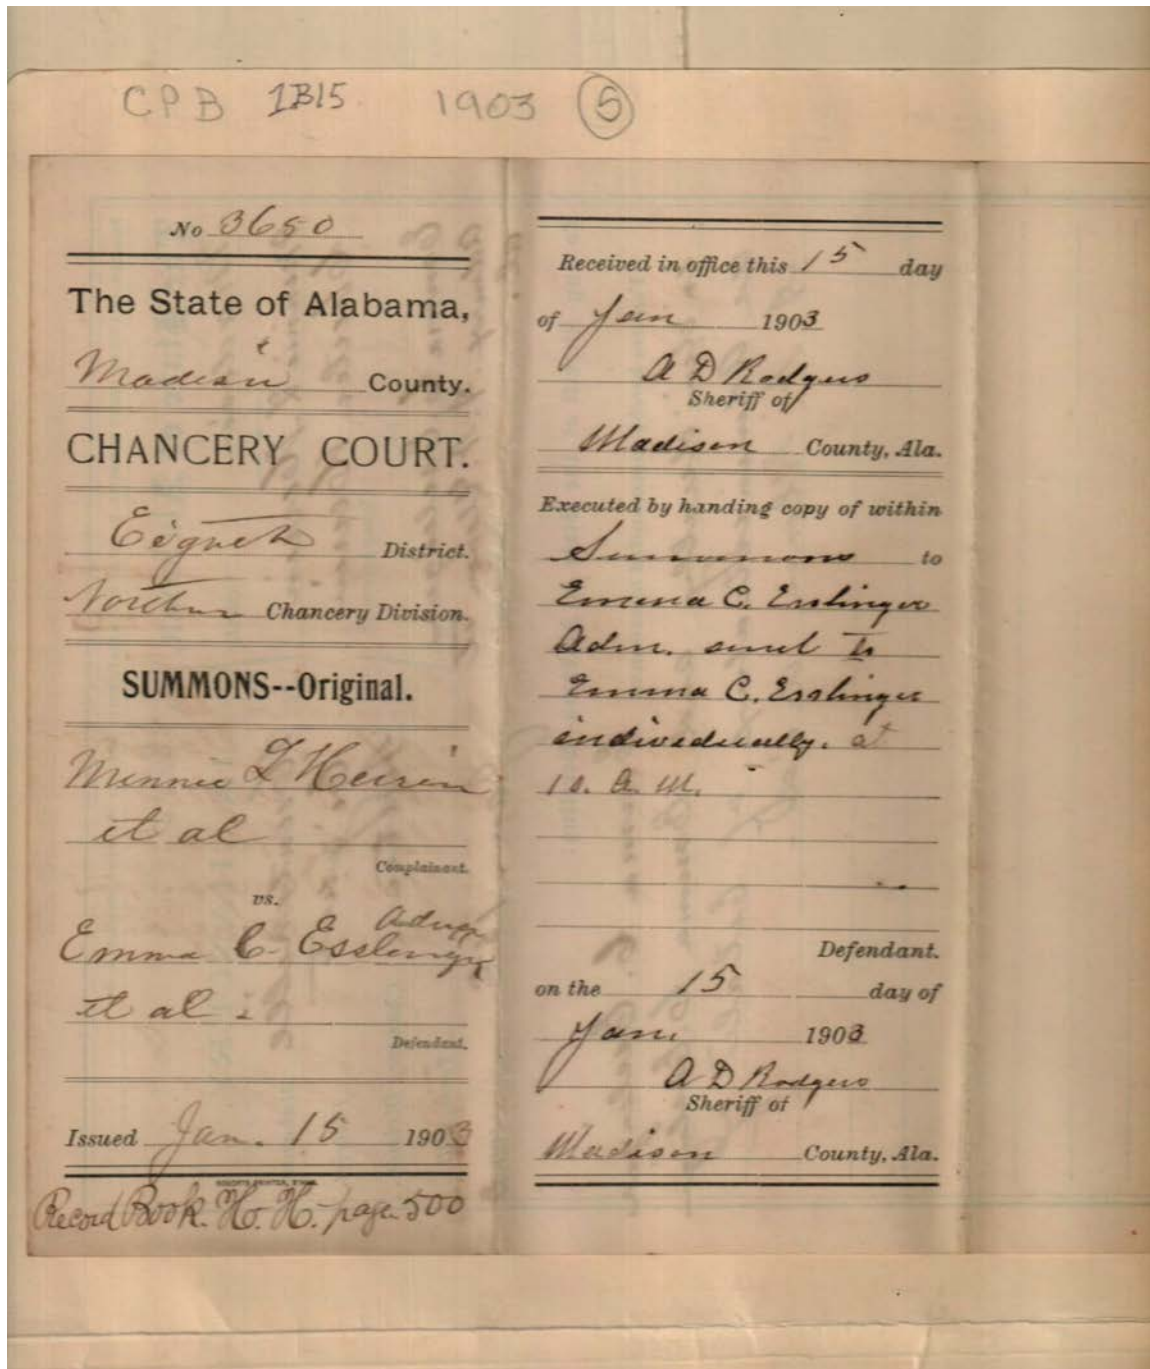 CPB 1B15 1903 5
No 3650
The State of Alabama,
Madison County.
CHANCERY COURT.
Eighth District.
Northern Chancery Division.
SUMMONS--Original.
Minnie L
et al
Complainant.
vs.
Admx
Emma C. Esslinger
et al
Defendant.
Issued Jan. 15 1903
Record Book. H. H. page 500
Received in office this 15 day
of Jan 1903
A D Rodgers
Sheriff of
Madison County, Ala.
Executed by handing copy of within
Summons to
Emma C. Esslinger
Adm. and to
Emma C. Esslinger
individually. at
10. A. M.
Defendant.
on the 15 day of
Jan. 1903
A D Rodgers
Sheriff of
Madison County, Ala.